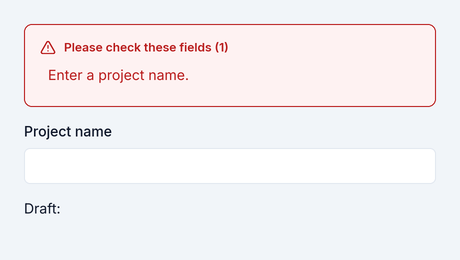 Please check these fields (1)
Enter a project name.
Project name
Draft: